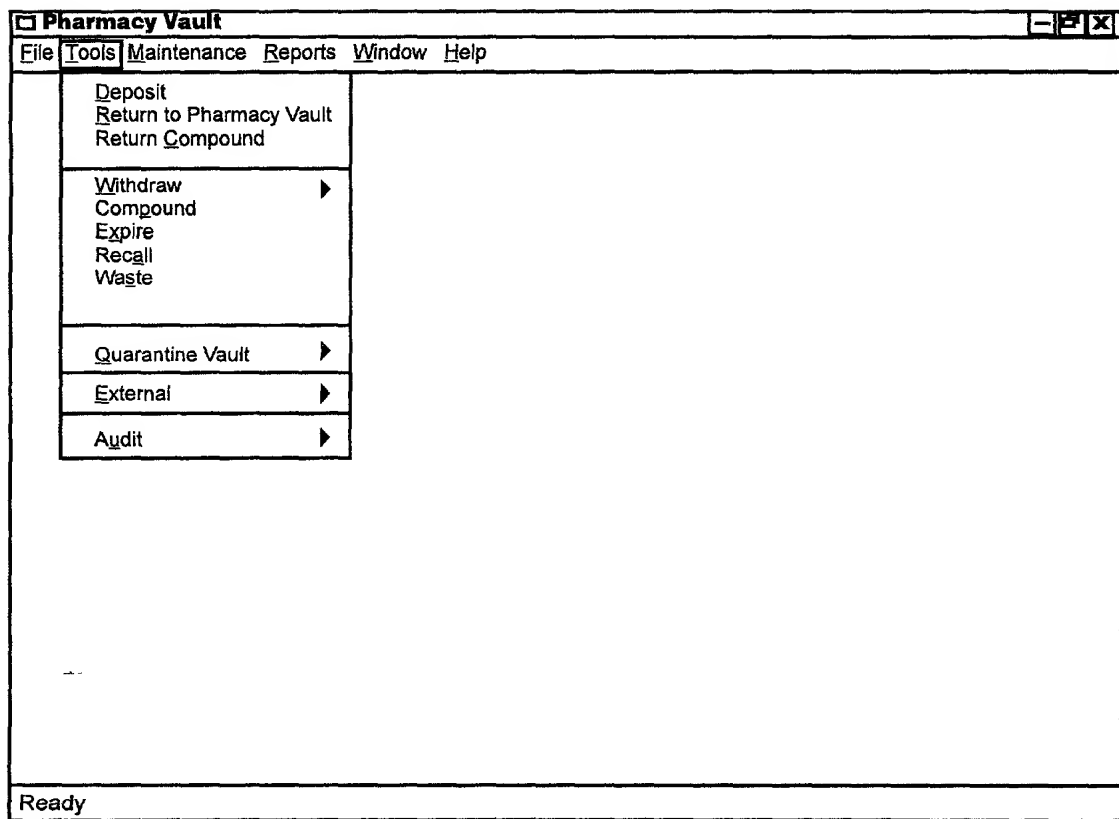 Pharmacy Vault
File Tools Maintenance Reports Window Help
Deposit
Return to Pharmacy Vault
Return Compound
Withdraw
Compound
Expire
Recall
Waste
Quarantine Vault
External
Audit
Ready